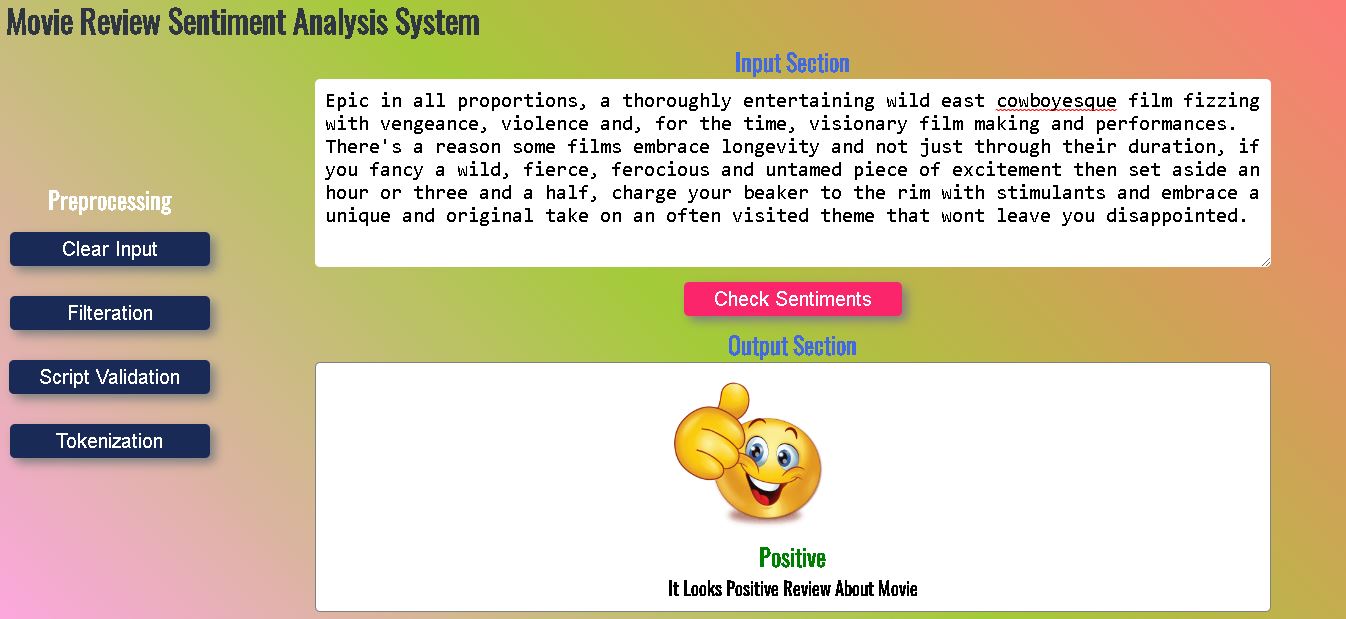 Movie Review Sentiment Analysis System
Input Section
Epic in all proportions, a thoroughly entertaining wild east cowboyesque film fizzing
with vengeance, violence and, for the time, visionary film making and performances.
There's a reason some films embrace longevity and not just through their duration, if
you fancy a wild, fierce, ferocious and untamed piece of excitement then set aside an
hour or three and a half, charge your beaker to the rim with stimulants and embrace a
unique and original take on an often visited theme that wont leave you disappointed.
Preprocessing
Clear Input
Filteration
Script Validation
Tokenization
Check Sentiments
Output Section
Positive
It Looks Positive Review About Movie